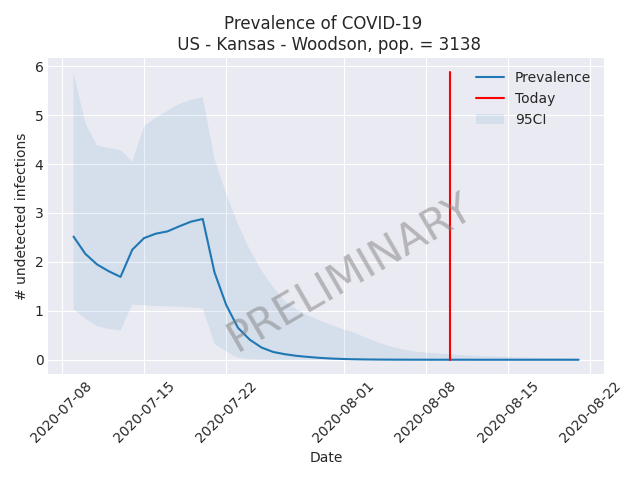 Prevalence of COVID-19
US - Kansas - Woodson, pop. = 3138
6
5
4
3
2
1
0
# undetected infections
Prevalence
Today
95CI
PRELIMINARY
2020-07-08
2020-07-15
2020-07-22
2020-08-01
2020-08-08
2020-08-15
2020-08-22
Date